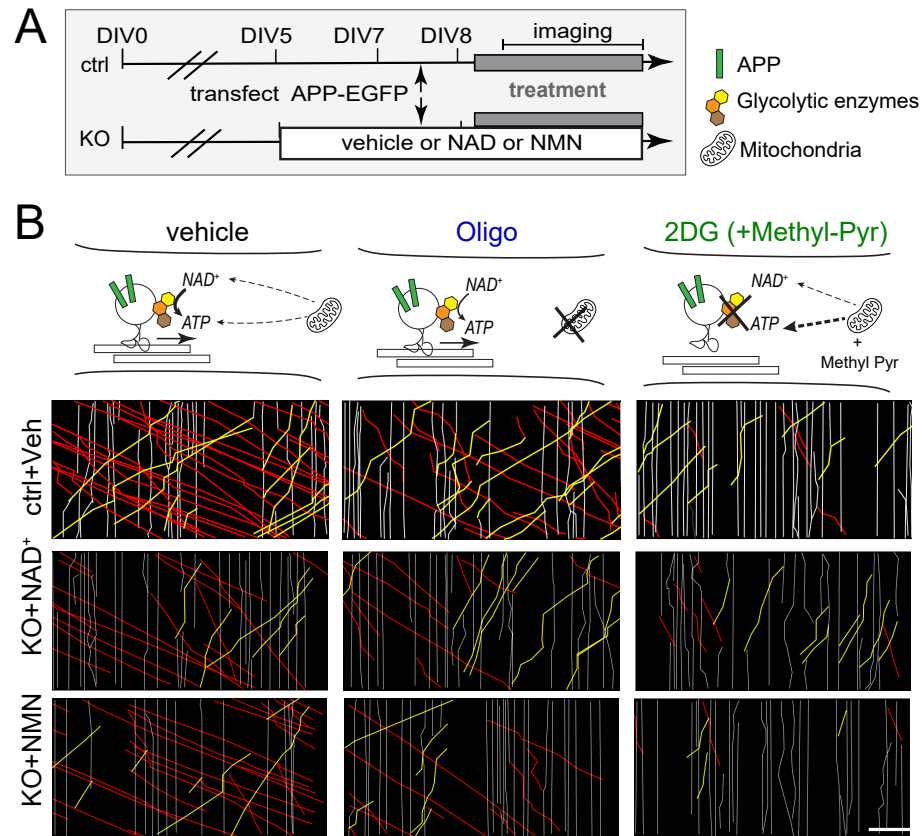 A
DIV0 DIV5 DIV7 DIV8 imaging
ctrl
transfect APP-EGFP treatment
KO vehicle or NAD or NMN
APP
Glycolytic enzymes
Mitochondria
B
vehicle Oligo 2DG (+Methyl-Pyr)
NAD+ NAD+ NAD+
ATP ATP ATP
+
Methyl Pyr
ctrl+Veh
KO+NAD+
KO+NMN